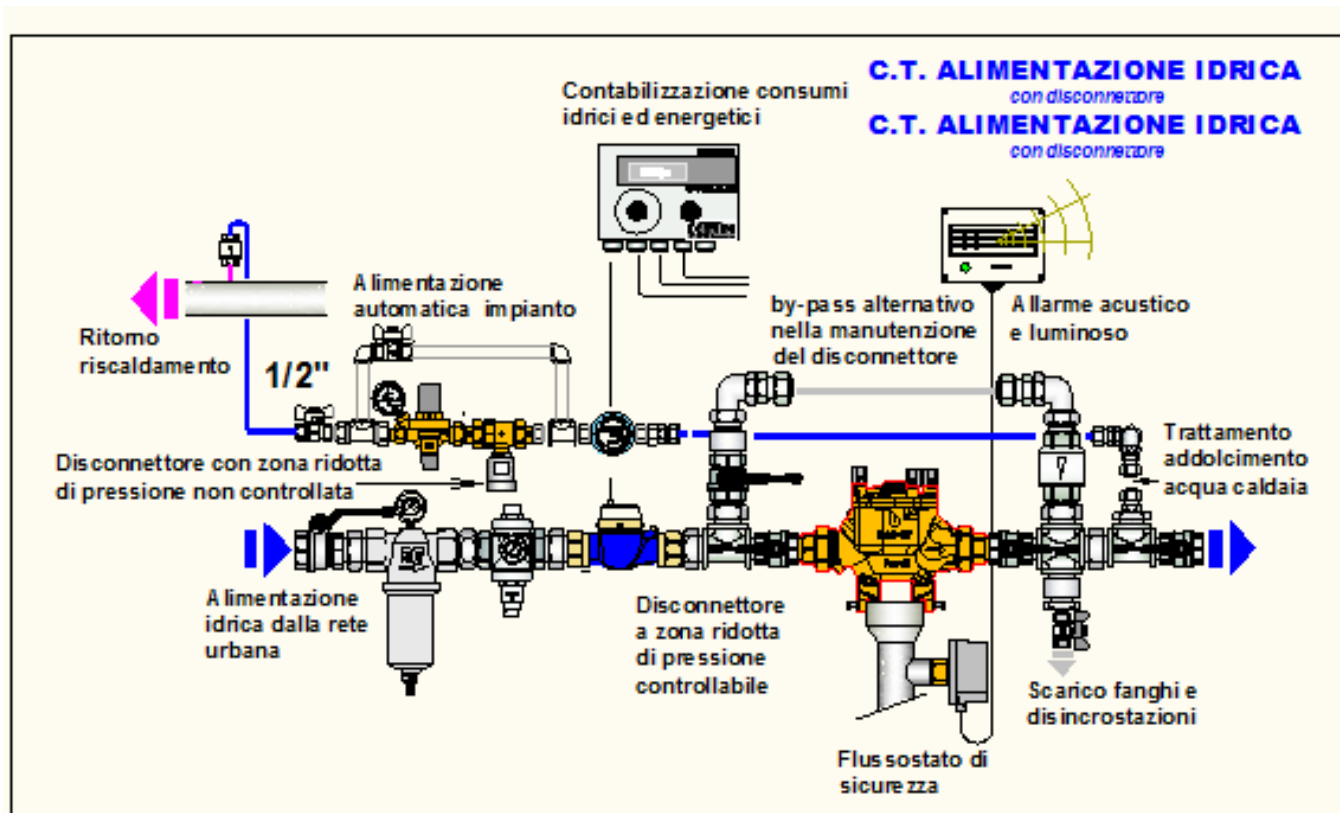 C.T. ALIMENTAZIONE IDRICA
con disconnettore
C.T. ALIMENTAZIONE IDRICA
con disconnettore
Contabilizzazione consumi
idrici ed energetici
Alimentazione
automatica impianto
Ritorno
riscaldamento
1/2"
by-pass alternativo
nella manutenzione
del disconnettore
Allarme acustico
e luminoso
Disconnettore con zona ridotta
di pressione non controllata
Trattamento
addolcimento
acqua caldaia
Alimentazione
idrica dalla rete
urbana
Disconnettore
a zona ridotta
di pressione
controllabile
Scarico fanghi e
disincrostazioni
Flussostato di
sicurezza